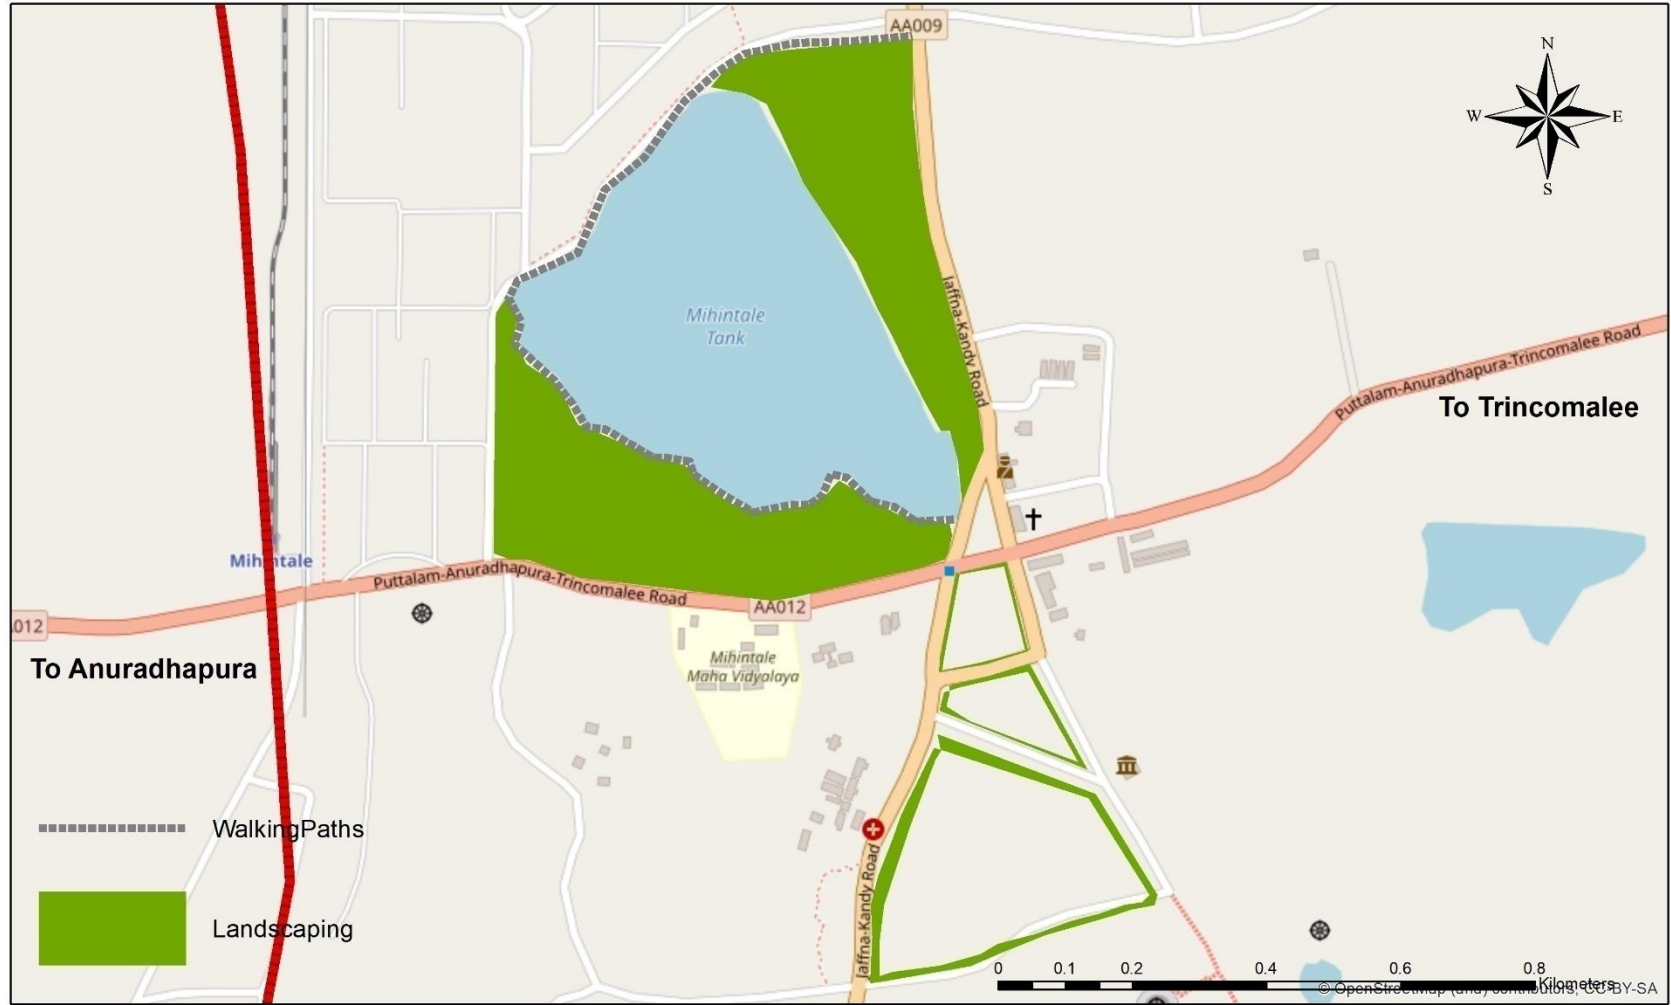 AA009
N
W
E
S
Jaffna-Kandy Road
Mihintale
Tank
Puttalam-Anuradhapura-Trincomalee Road
To Trincomalee
Mihintale
Puttalam-Anuradhapura-Trincomalee Road
AA012
012
To Anuradhapura
Mihintale
Maha Vidyalaya
WalkingPaths
Jaffna-Kandy Road
Landscaping
0 0.1 0.2 0.4 0.6 0.8
Kilometers
© OpenStreetMap (and) contributors, CC-BY-SA